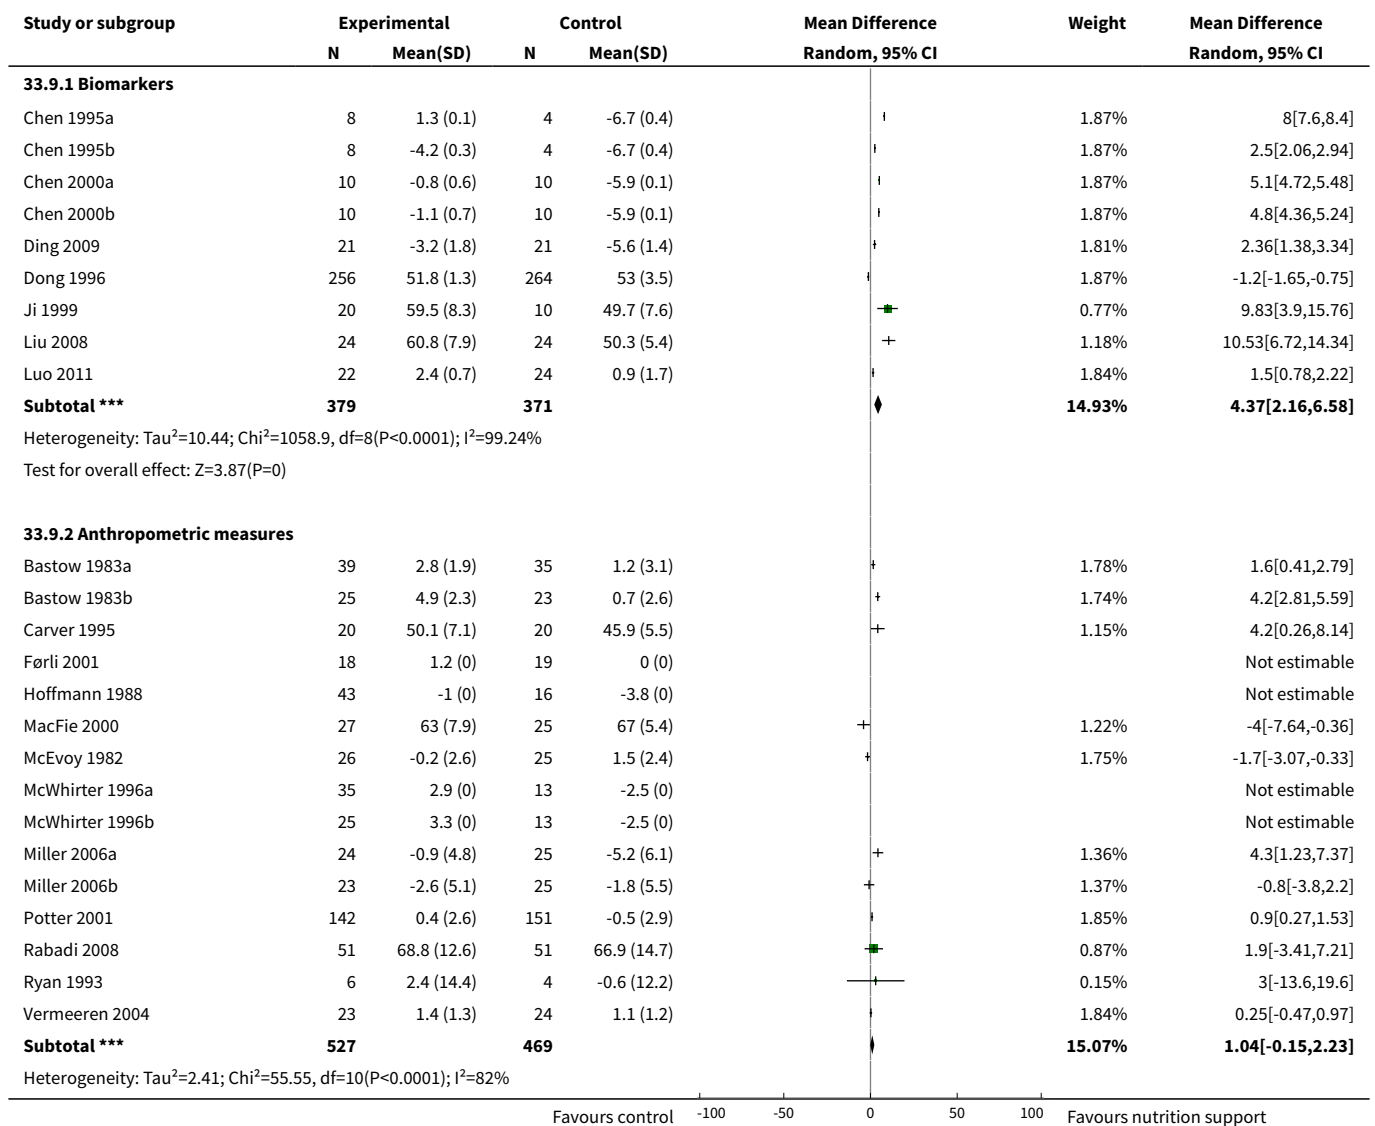 Study or subgroup Experimental Control Mean Difference Weight Mean Difference
N Mean(SD) N Mean(SD) Random, 95% CI Random, 95% CI
33.9.1 Biomarkers
Chen 1995a 8 1.3 (0.1) 4 -6.7 (0.4) 1.87% 8[7.6,8.4]
Chen 1995b 8 -4.2 (0.3) 4 -6.7 (0.4) 1.87% 2.5[2.06,2.94]
Chen 2000a 10 -0.8 (0.6) 10 -5.9 (0.1) 1.87% 5.1[4.72,5.48]
Chen 2000b 10 -1.1 (0.7) 10 -5.9 (0.1) 1.87% 4.8[4.36,5.24]
Ding 2009 21 -3.2 (1.8) 21 -5.6 (1.4) 1.81% 2.36[1.38,3.34]
Dong 1996 256 51.8 (1.3) 264 53 (3.5) 1.87% -1.2[-1.65,-0.75]
Ji 1999 20 59.5 (8.3) 10 49.7 (7.6) 0.77% 9.83[3.9,15.76]
Liu 2008 24 60.8 (7.9) 24 50.3 (5.4) 1.18% 10.53[6.72,14.34]
Luo 2011 22 2.4 (0.7) 24 0.9 (1.7) 1.84% 1.5[0.78,2.22]
Subtotal *** 379 371 14.93% 4.37[2.16,6.58]
Heterogeneity: Tau²=10.44; Chi²=1058.9, df=8(P<0.0001); I²=99.24%
Test for overall effect: Z=3.87(P=0)
33.9.2 Anthropometric measures
Bastow 1983a 39 2.8 (1.9) 35 1.2 (3.1) 1.78% 1.6[0.41,2.79]
Bastow 1983b 25 4.9 (2.3) 23 0.7 (2.6) 1.74% 4.2[2.81,5.59]
Carver 1995 20 50.1 (7.1) 20 45.9 (5.5) 1.15% 4.2[0.26,8.14]
Førli 2001 18 1.2 (0) 19 0 (0) Not estimable
Hoffmann 1988 43 -1 (0) 16 -3.8 (0) Not estimable
MacFie 2000 27 63 (7.9) 25 67 (5.4) 1.22% -4[-7.64,-0.36]
McEvoy 1982 26 -0.2 (2.6) 25 1.5 (2.4) 1.75% -1.7[-3.07,-0.33]
McWhirter 1996a 35 2.9 (0) 13 -2.5 (0) Not estimable
McWhirter 1996b 25 3.3 (0) 13 -2.5 (0) Not estimable
Miller 2006a 24 -0.9 (4.8) 25 -5.2 (6.1) 1.36% 4.3[1.23,7.37]
Miller 2006b 23 -2.6 (5.1) 25 -1.8 (5.5) 1.37% -0.8[-3.8,2.2]
Potter 2001 142 0.4 (2.6) 151 -0.5 (2.9) 1.85% 0.9[0.27,1.53]
Rabadi 2008 51 68.8 (12.6) 51 66.9 (14.7) 0.87% 1.9[-3.41,7.21]
Ryan 1993 6 2.4 (14.4) 4 -0.6 (12.2) 0.15% 3[-13.6,19.6]
Vermeeren 2004 23 1.4 (1.3) 24 1.1 (1.2) 1.84% 0.25[-0.47,0.97]
Subtotal *** 527 469 15.07% 1.04[-0.15,2.23]
Heterogeneity: Tau²=2.41; Chi²=55.55, df=10(P<0.0001); I²=82%
Favours control -100 -50 0 50 100 Favours nutrition support